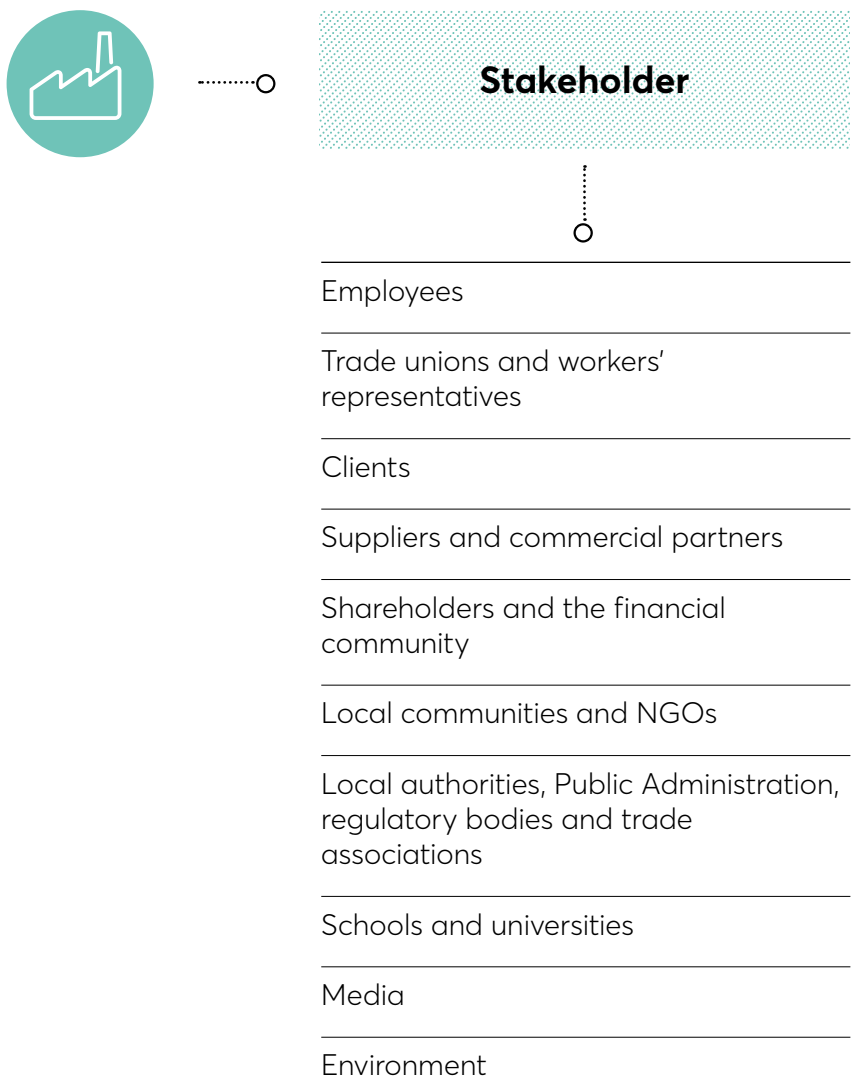 Stakeholder
Employees
Trade unions and workers’
representatives
Clients
Suppliers and commercial partners
Shareholders and the financial
community
Local communities and NGOs
Local authorities, Public Administration,
regulatory bodies and trade
associations
Schools and universities
Media
Environment